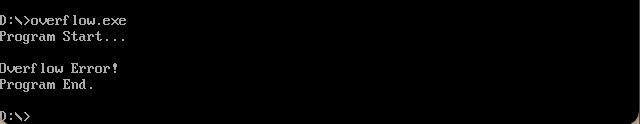 D:\>overflow.exe
Program Start...
Overflow Error!
Program End.
D:\>